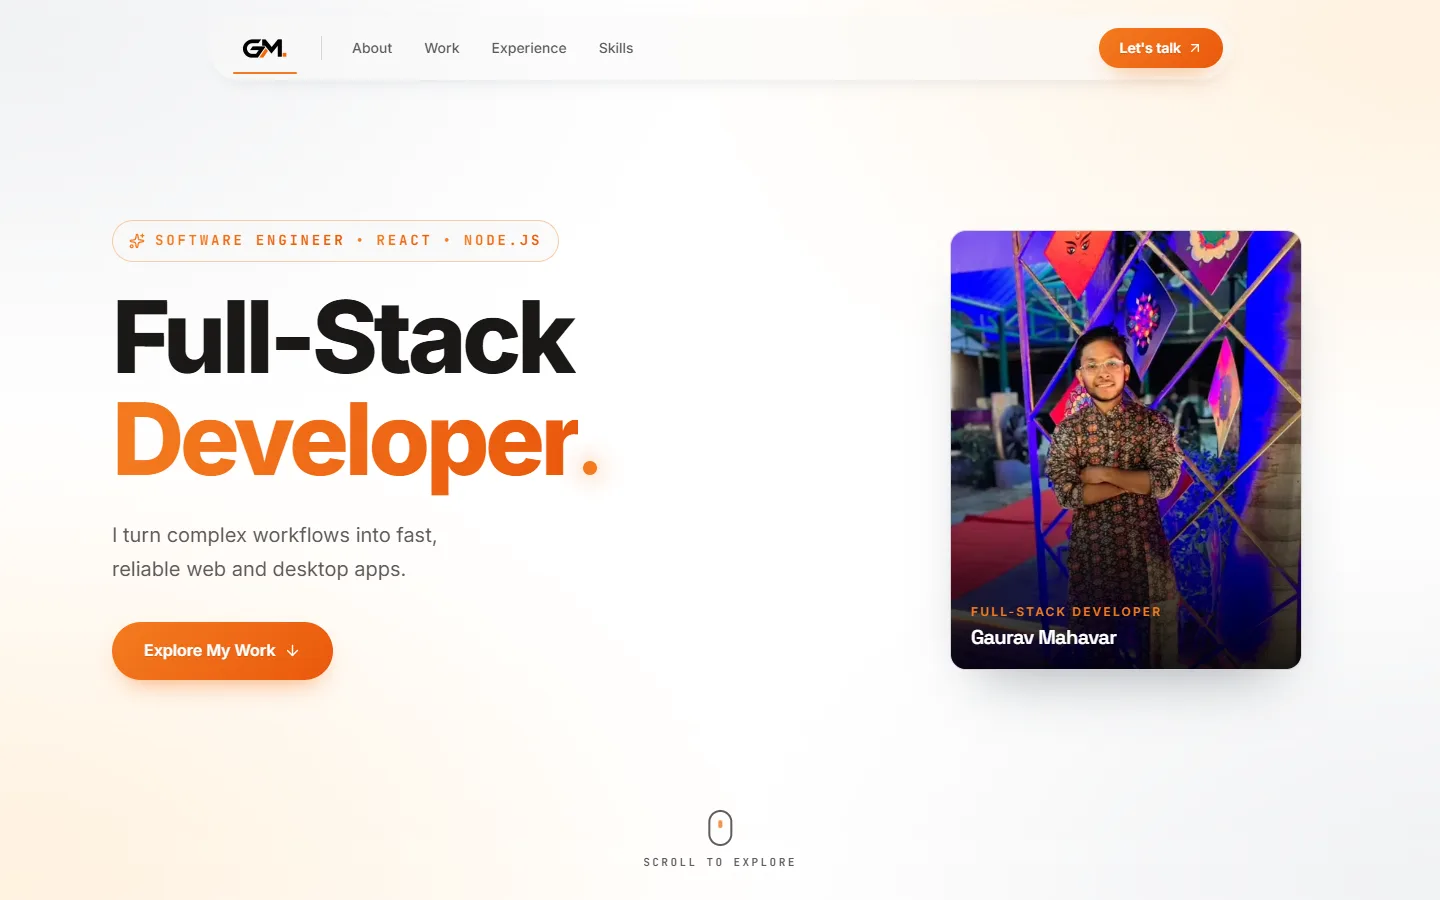 GM.
About
Work
Experience
Skills
Let's talk
SOFTWARE ENGINEER • REACT • NODE.JS
Full-Stack
Developer.
I turn complex workflows into fast,
reliable web and desktop apps.
Explore My Work
FULL-STACK DEVELOPER
Gaurav Mahavar
SCROLL TO EXPLORE